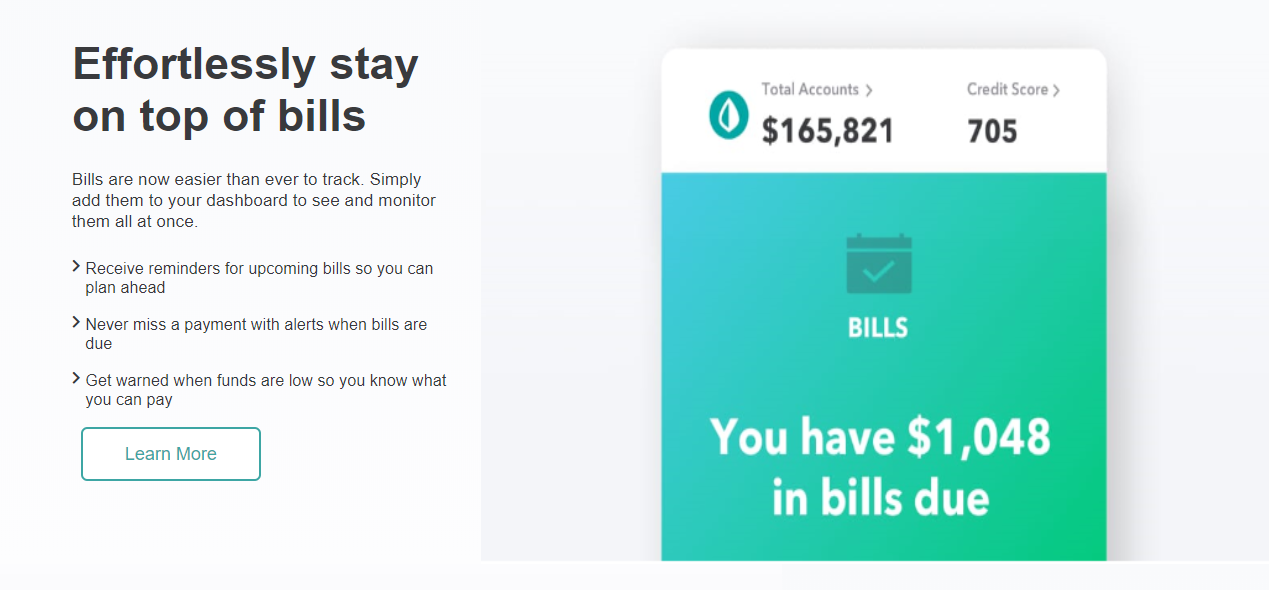 Effortlessly stay
on top of bills
Bills are now easier than ever to track. Simply
add them to your dashboard to see and monitor
them all at once.
Receive reminders for upcoming bills so you can
plan ahead
Never miss a payment with alerts when bills are
due
Get warned when funds are low so you know what
you can pay
Learn More
Total Accounts
$165,821
Credit Score
705
BILLS
You have $1,048
in bills due